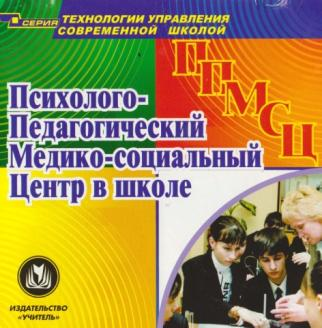 СЕРИЯ
ТЕХНОЛОГИИ УПРАВЛЕНИЯ
СОВРЕМЕННОЙ ШКОЛОЙ
ППМСЦ
Психолого-
Педагогический
Медико-социальный
Центр в школе
ИЗДАТЕЛЬСТВО
«УЧИТЕЛЬ»